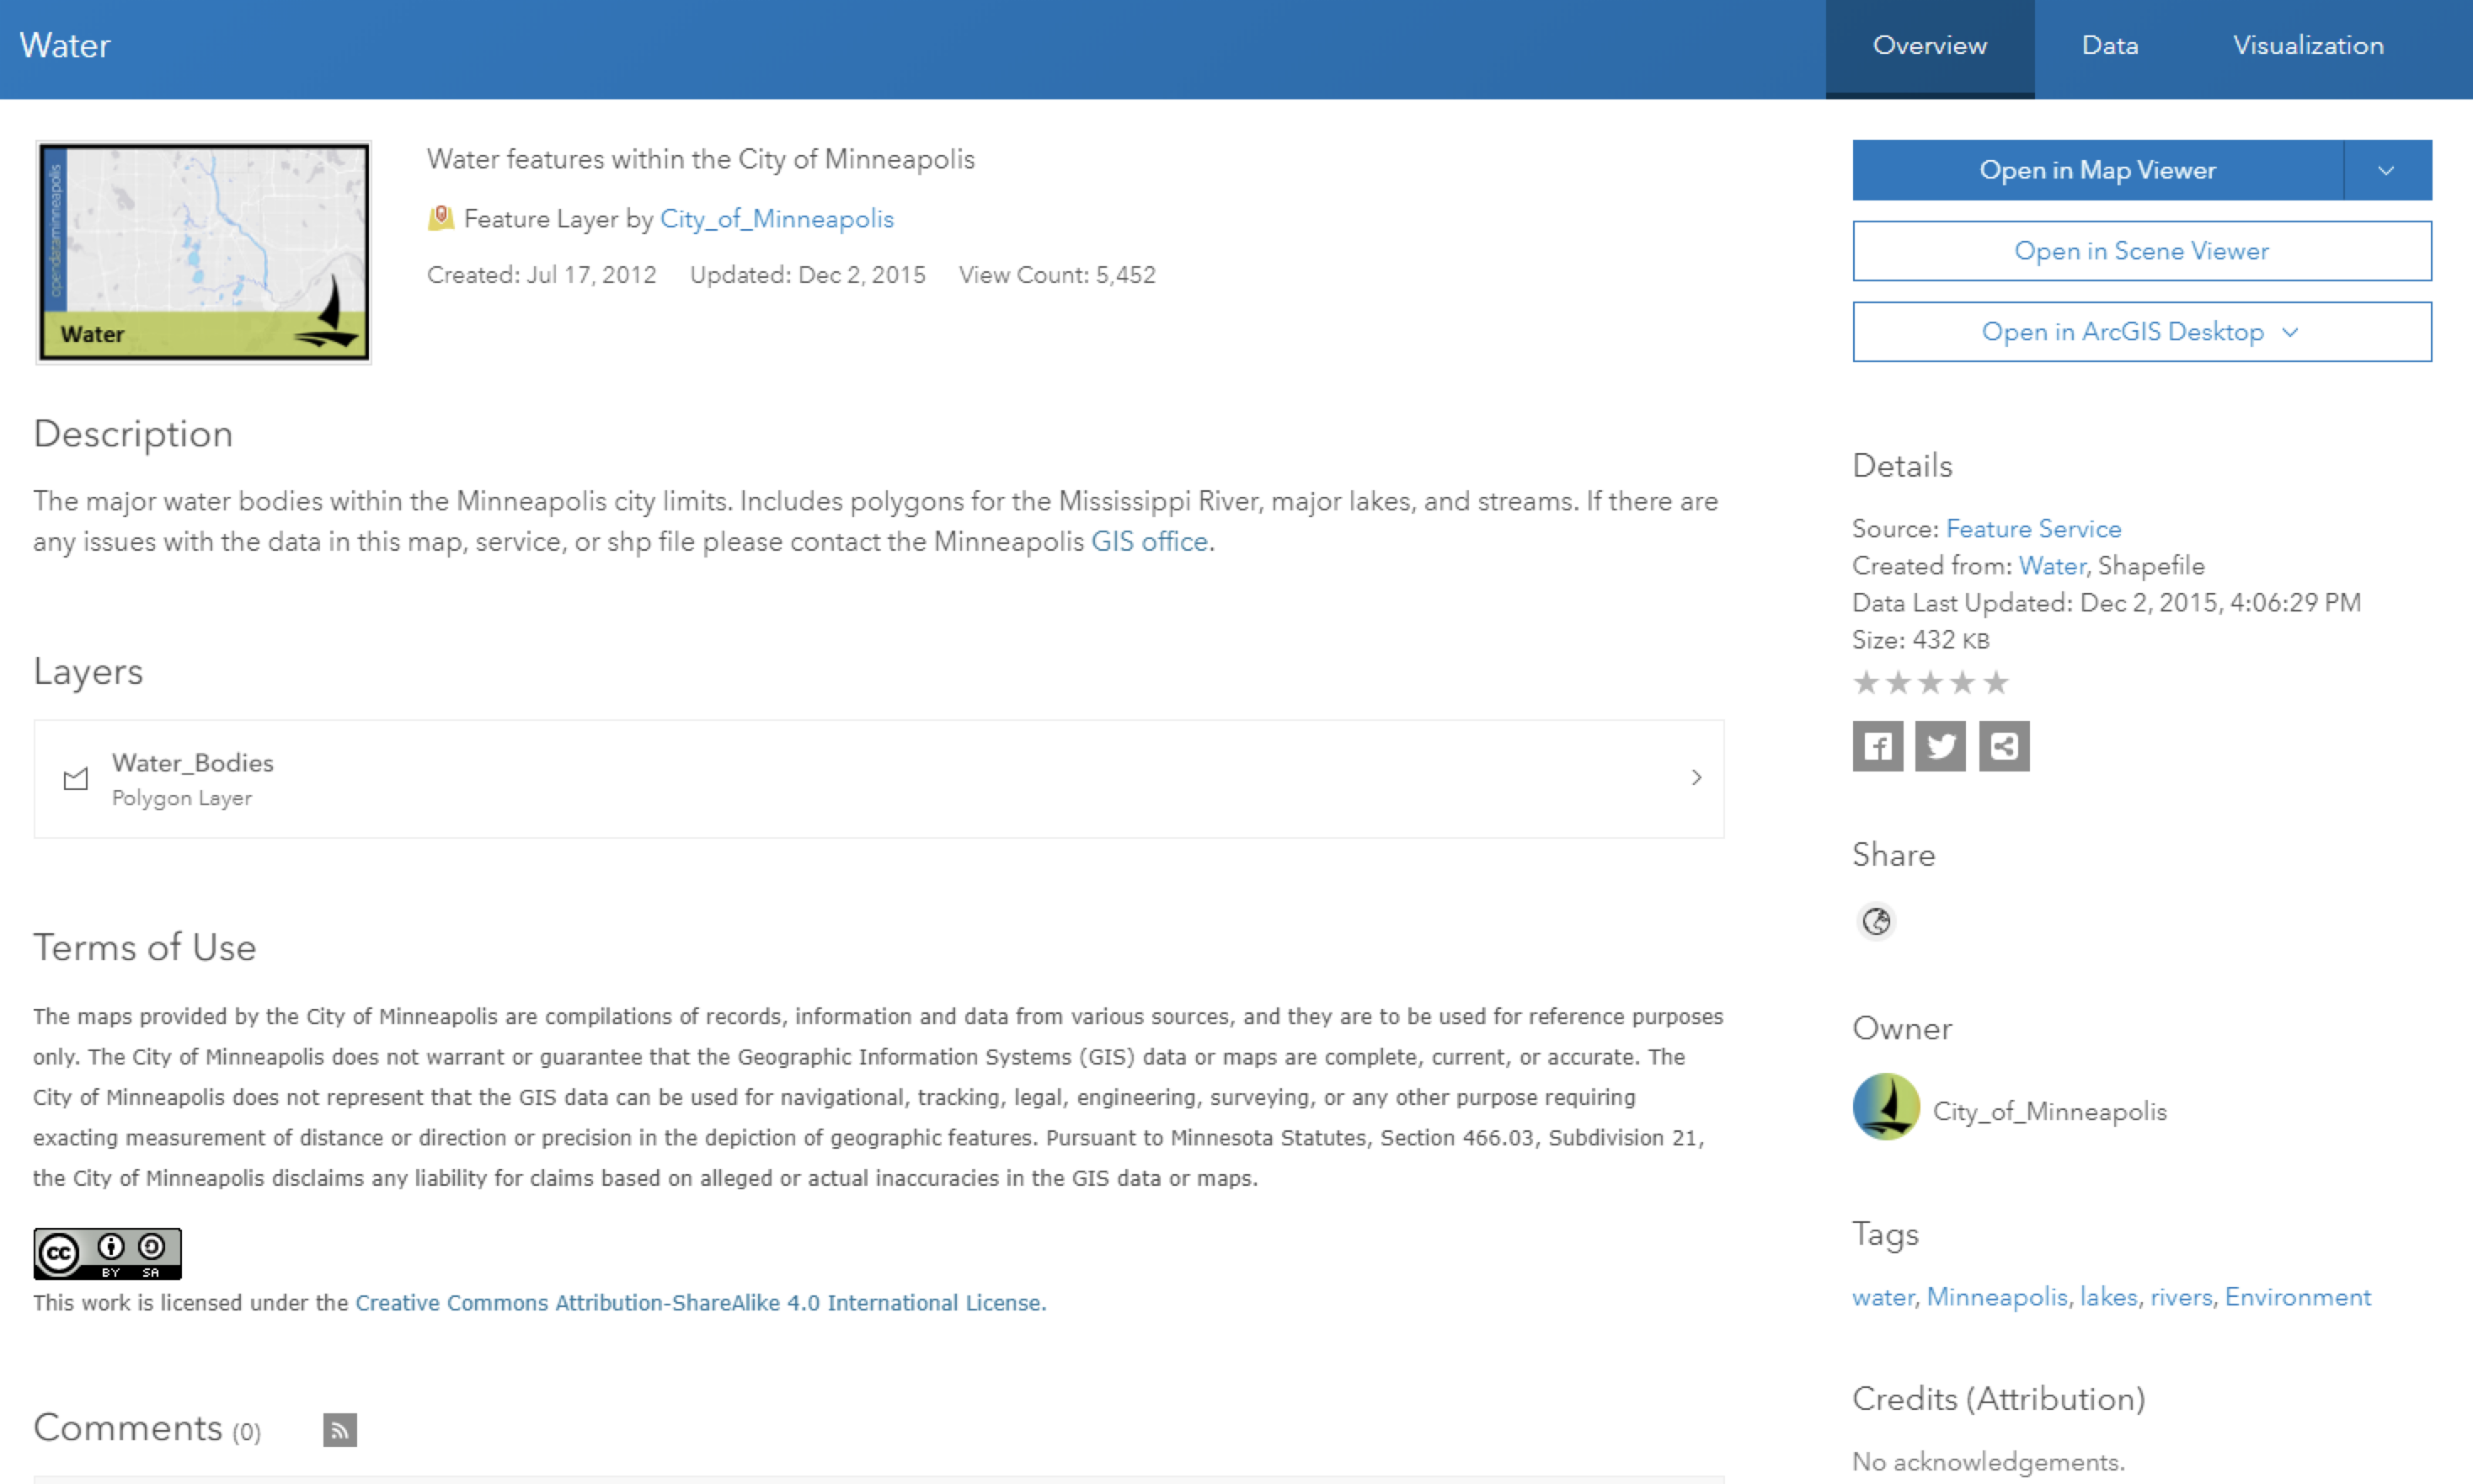 Water
Overview
Data
Visualization
opendataminneapolis
Water
Water features within the City of Minneapolis
Feature Layer by City_of_Minneapolis
Created: Jul 17, 2012 Updated: Dec 2, 2015 View Count: 5,452
Open in Map Viewer
Open in Scene Viewer
Open in ArcGIS Desktop
Description
The major water bodies within the Minneapolis city limits. Includes polygons for the Mississippi River, major lakes, and streams. If there are
any issues with the data in this map, service, or shp file please contact the Minneapolis GIS office.
Layers
Water_Bodies
Polygon Layer
Terms of Use
The maps provided by the City of Minneapolis are compilations of records, information and data from various sources, and they are to be used for reference purposes
only. The City of Minneapolis does not warrant or guarantee that the Geographic Information Systems (GIS) data or maps are complete, current, or accurate. The
City of Minneapolis does not represent that the GIS data can be used for navigational, tracking, legal, engineering, surveying, or any other purpose requiring
exacting measurement of distance or direction or precision in the depiction of geographic features. Pursuant to Minnesota Statutes, Section 466.03, Subdivision 21,
the City of Minneapolis disclaims any liability for claims based on alleged or actual inaccuracies in the GIS data or maps.
cc BY SA
This work is licensed under the Creative Commons Attribution-ShareAlike 4.0 International License.
Comments (0)
Details
Source: Feature Service
Created from: Water, Shapefile
Data Last Updated: Dec 2, 2015, 4:06:29 PM
Size: 432 KB
Share
Owner
City_of_Minneapolis
Tags
water, Minneapolis, lakes, rivers, Environment
Credits (Attribution)
No acknowledgements.